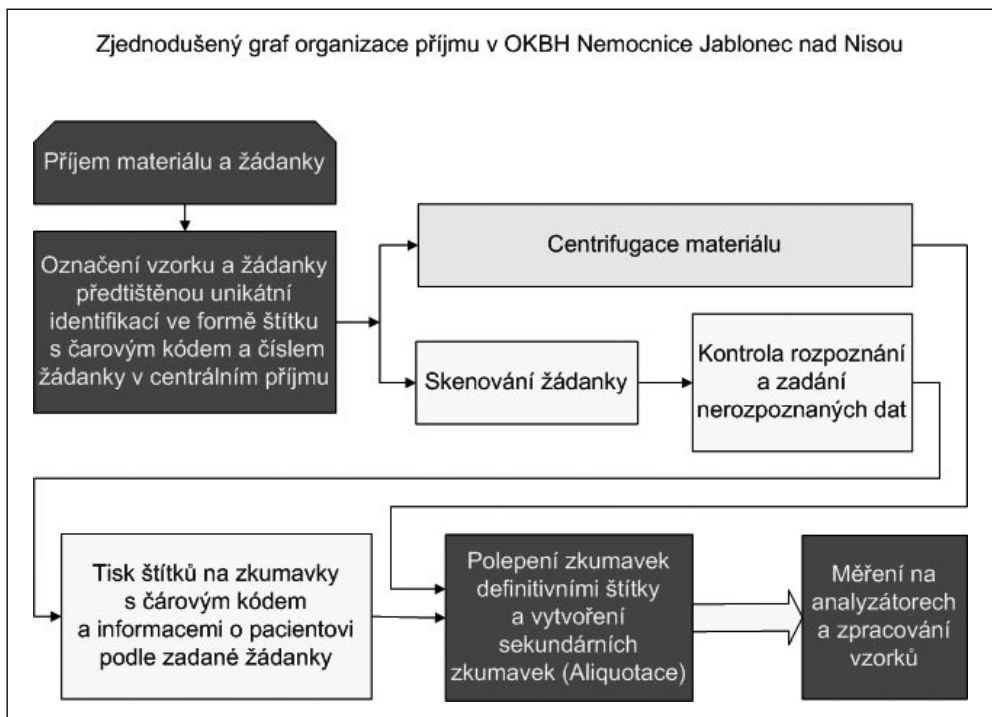 Zjednodušený graf organizace příjmu v OKBH Nemocnice Jablonec nad Nisou
Příjem materiálu a žádanky
Označení vzorku a žádanky
předtištěnou unikátní
identifikací ve formě štítku
s čarovým kódem a číslem
žádanky v centrálním příjmu
Centrifugace materiálu
Skenování žádanky
Kontrola rozpoznání
a zadání
nerozpoznaných dat
Tisk štítků na zkumavky
s čárovým kódem
a informacemi o pacientovi
podle zadané žádanky
Polepení zkumavek
definitivními štítky
a vytvoření
sekundárních
zkumavek (Aliquotace)
Měření na
analyzátorech
a zpracování
vzorků